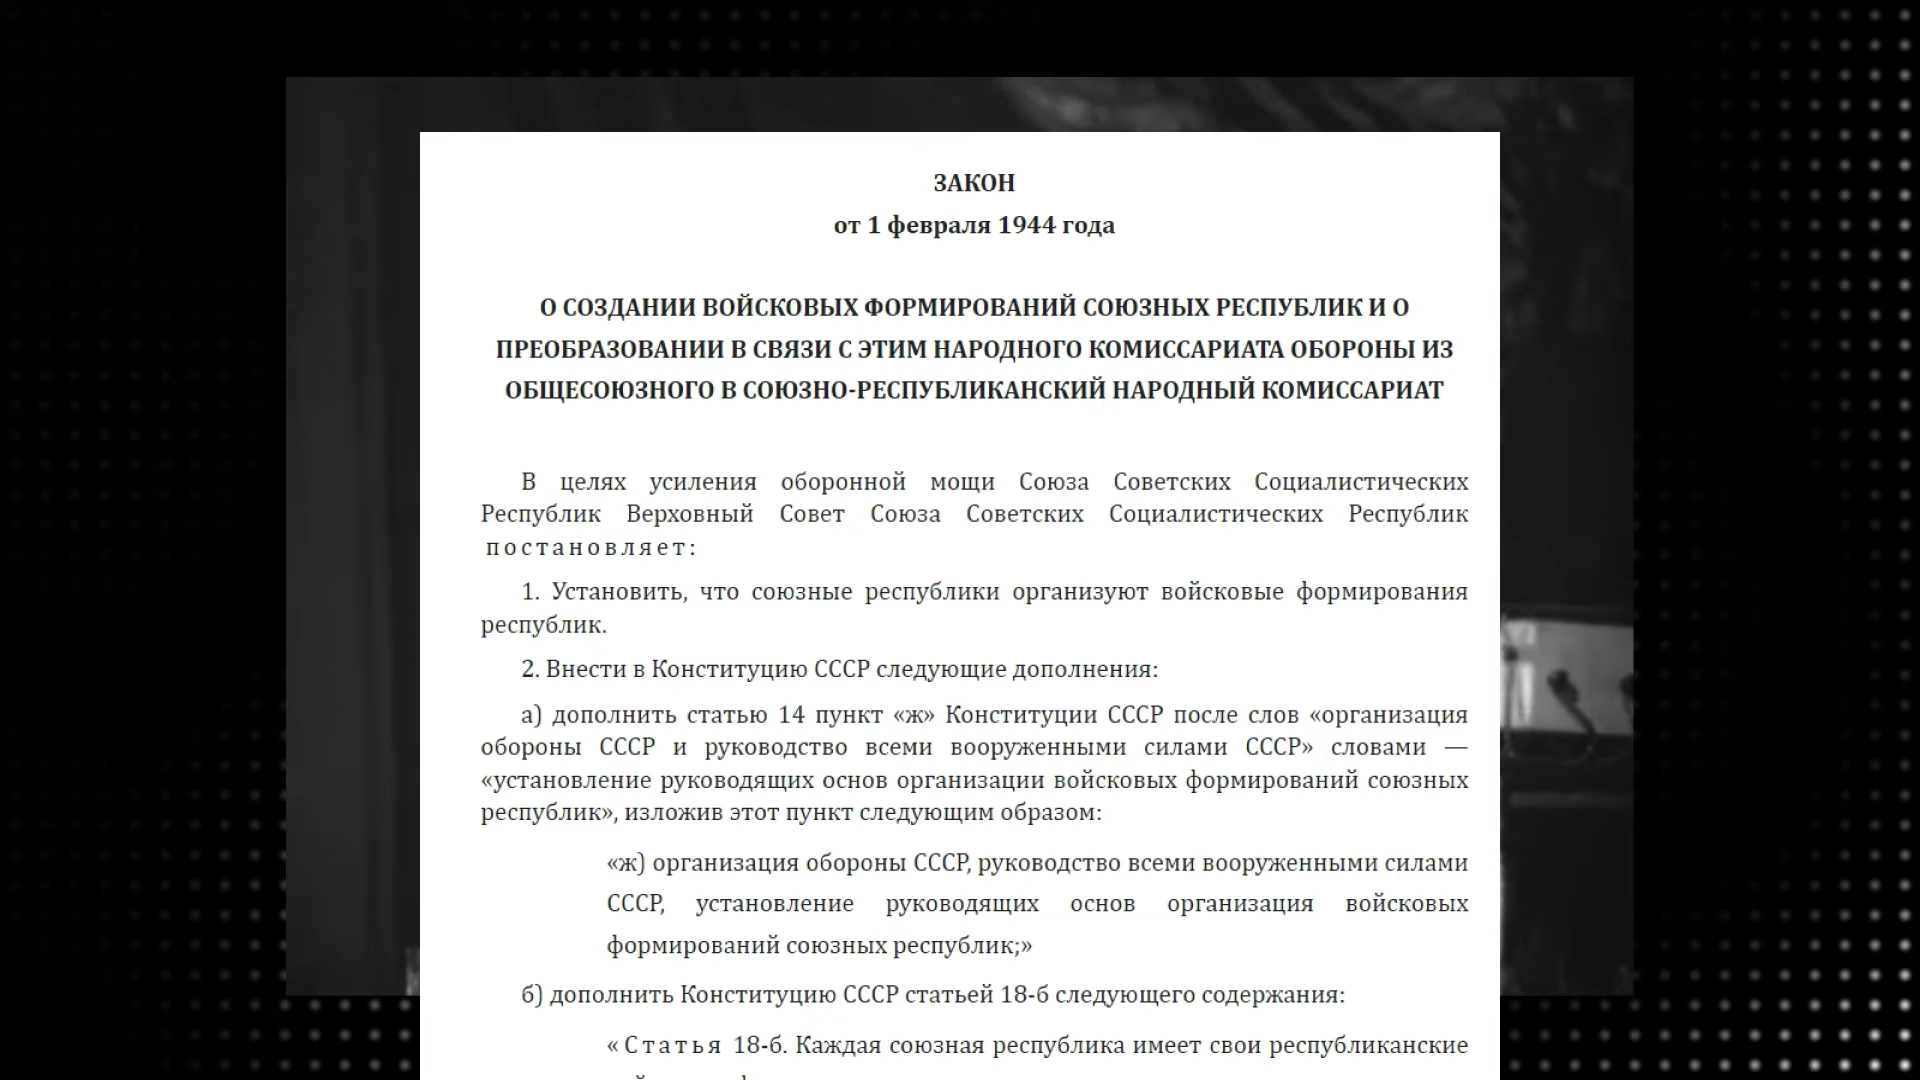 ЗАКОН
от 1 февраля 1944 года
О СОЗДАНИИ ВОЙСКОВЫХ ФОРМИРОВАНИЙ СОЮЗНЫХ РЕСПУБЛИК И О
ПРЕОБРАЗОВАНИИ В СВЯЗИ С ЭТИМ НАРОДНОГО КОМИССАРИАТА ОБОРОНЫ ИЗ
ОБЩЕСОЮЗНОГО В СОЮЗНО-РЕСПУБЛИКАНСКИЙ НАРОДНЫЙ КОМИССАРИАТ
В целях усиления оборонной мощи Союза Советских Социалистических
Республик Верховный Совет Союза Советских Социалистических Республик
постановляет:
1. Установить, что союзные республики организуют войсковые формирования
республик.
2. Внести в Конституцию СССР следующие дополнения:
а) дополнить статью 14 пункт «ж» Конституции СССР после слов «организация
обороны СССР и руководство всеми вооруженными силами СССР» словами —
«установление руководящих основ организации войсковых формирований союзных
республик», изложив этот пункт следующим образом:
«ж) организация обороны СССР, руководство всеми вооруженными силами
СССР, установление руководящих основ организация войсковых
формирований союзных республик;»
б) дополнить Конституцию СССР статьей 18-б следующего содержания:
«Статья 18-б. Каждая союзная республика имеет свои республиканские